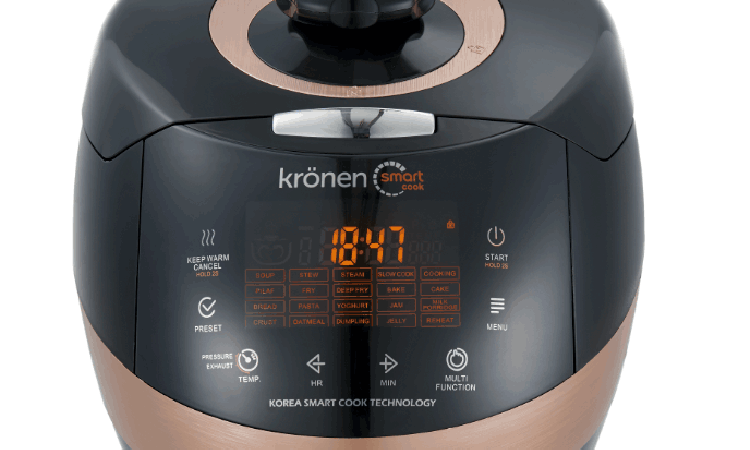 krönen smart
cook
18:47
KEEP WARM
CANCEL
HOLD 2S
START
HOLD 2S
SOUP STEW STEAM SLOW COOK COOKING
PILAF FRY DEEP FRY BAKE CAKE
BREAD PASTA YOGHURT JAM MILK
PORRIDGE
CRUST OATMEAL DUMPLING JELLY REHEAT
PRESET
MENU
PRESSURE
EXHAUST
TEMP.
HR
MIN
MULTI
FUNCTION
KOREA SMART COOK TECHNOLOGY